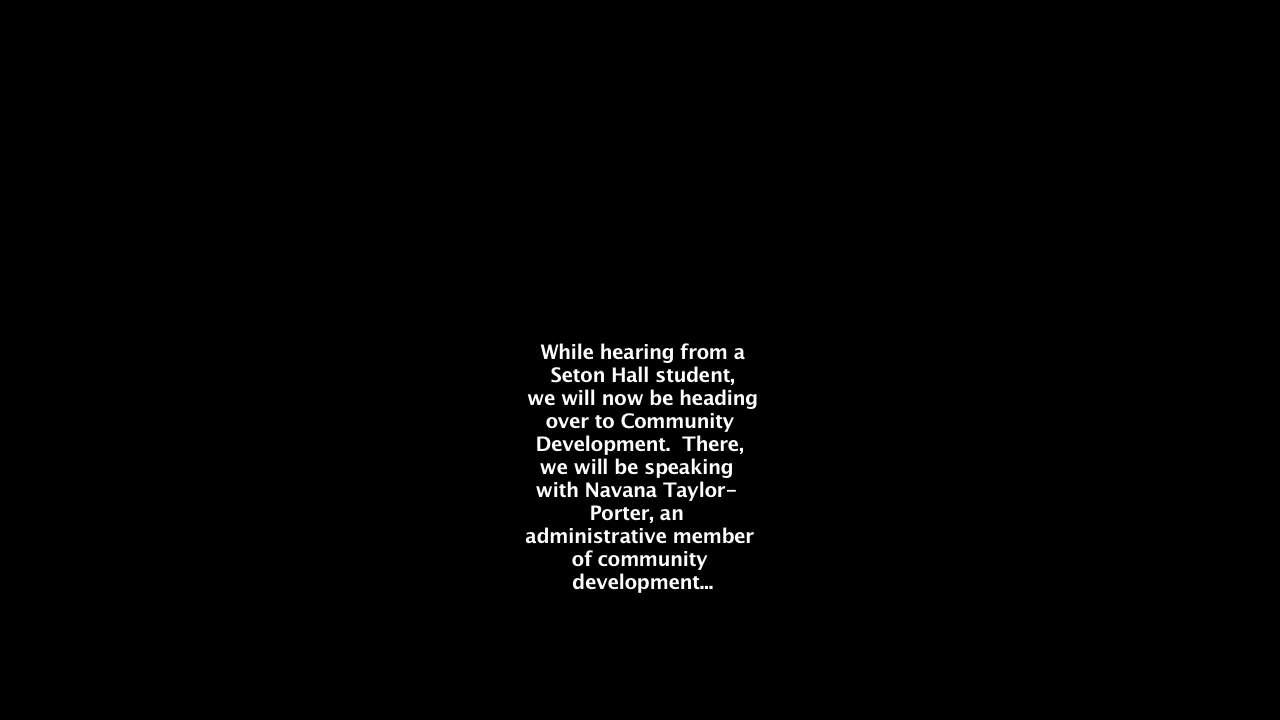 While hearing from a
Seton Hall student,
we will now be heading
over to Community
Development.  There,
we will be speaking
with Navana Taylor-
Porter, an
administrative member
of community
development...